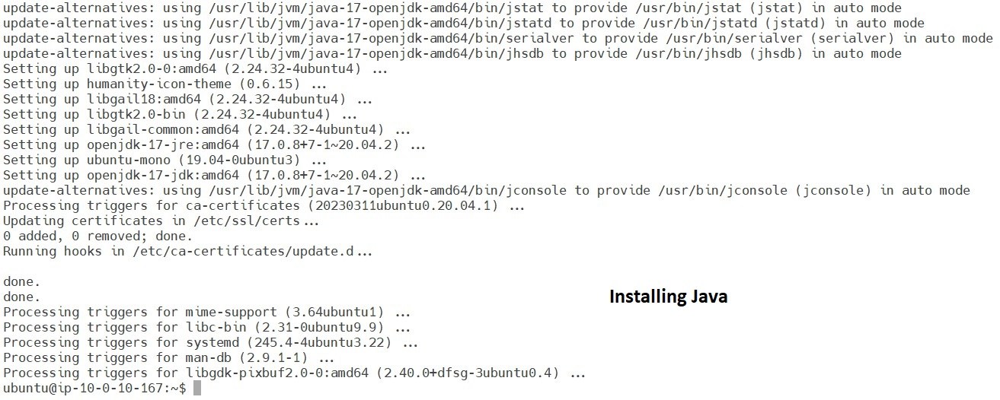 update-alternatives: using /usr/lib/jvm/java-17-openjdk-amd64/bin/jstat to provide /usr/bin/jstat (jstat) in auto mode
update-alternatives: using /usr/lib/jvm/java-17-openjdk-amd64/bin/jstatd to provide /usr/bin/jstatd (jstatd) in auto mode
update-alternatives: using /usr/lib/jvm/java-17-openjdk-amd64/bin/serialver to provide /usr/bin/serialver (serialver) in auto mode
update-alternatives: using /usr/lib/jvm/java-17-openjdk-amd64/bin/jhsdb to provide /usr/bin/jhsdb (jhsdb) in auto mode
Setting up libgtk2.0-0:amd64 (2.24.32-4ubuntu4) ...
Setting up humanity-icon-theme (0.6.15) ...
Setting up libgail18:amd64 (2.24.32-4ubuntu4) ...
Setting up libgtk2.0-bin (2.24.32-4ubuntu4) ...
Setting up libgail-common:amd64 (2.24.32-4ubuntu4) ...
Setting up openjdk-17-jre:amd64 (17.0.8+7-1~20.04.2) ...
Setting up ubuntu-mono (19.04-0ubuntu3) ...
Setting up openjdk-17-jdk:amd64 (17.0.8+7-1~20.04.2) ...
update-alternatives: using /usr/lib/jvm/java-17-openjdk-amd64/bin/jconsole to provide /usr/bin/jconsole (jconsole) in auto mode
Processing triggers for ca-certificates (20230311ubuntu0.20.04.1) ...
Updating certificates in /etc/ssl/certs...
0 added, 0 removed; done.
Running hooks in /etc/ca-certificates/update.d...
done.
done.
Installing Java
Processing triggers for mime-support (3.64ubuntu1) ...
Processing triggers for libc-bin (2.31-0ubuntu9.9) ...
Processing triggers for systemd (245.4-4ubuntu3.22) ...
Processing triggers for man-db (2.9.1-1) ...
Processing triggers for libgdk-pixbuf2.0-0:amd64 (2.40.0+dfsg-3ubuntu0.4) ...
ubuntu@ip-10-0-10-167:~$